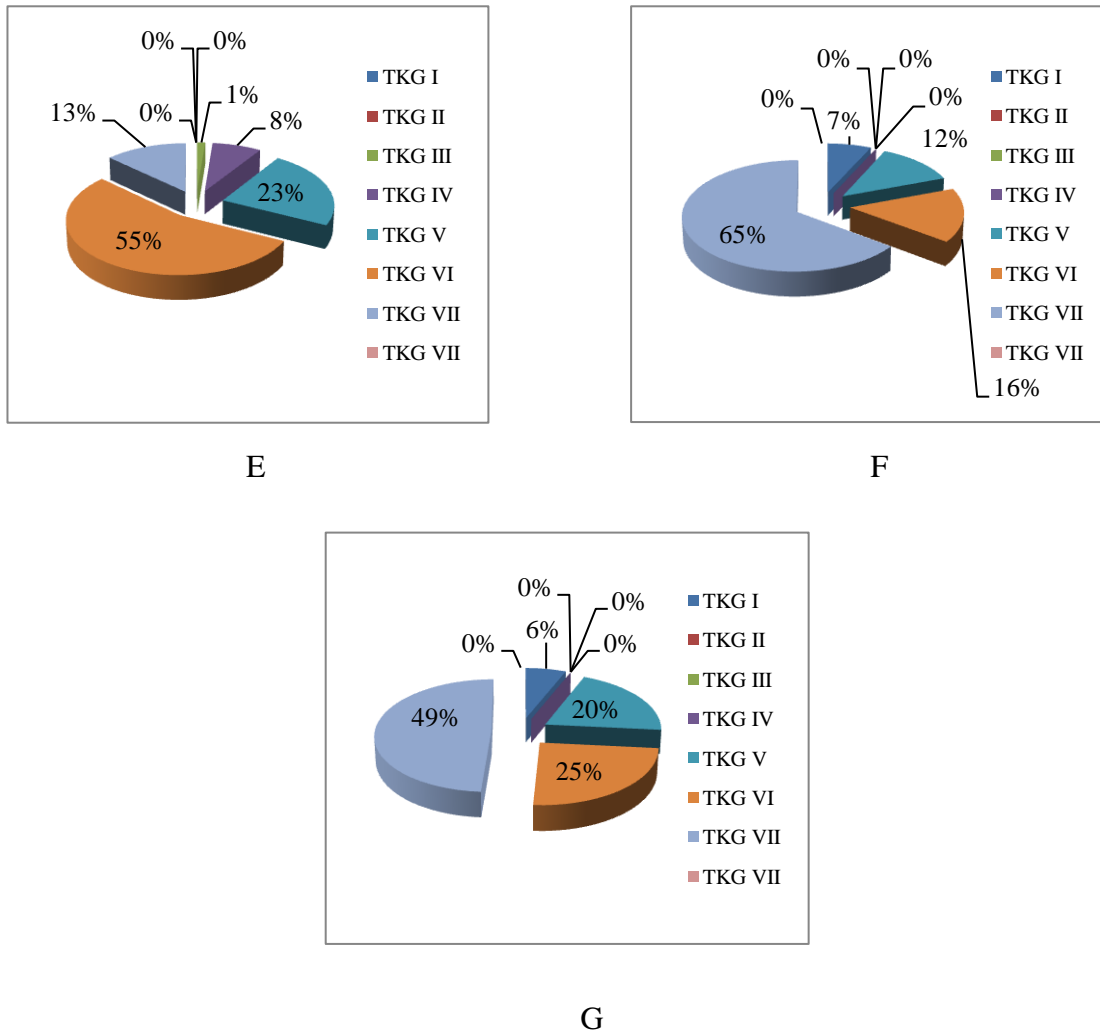 0%
0%
13%
0%
1%
8%
23%
55%
TKG I
TKG II
TKG III
TKG IV
TKG V
TKG VI
TKG VII
TKG VII
E
0%
0%
0%
7%
0%
12%
65%
16%
TKG I
TKG II
TKG III
TKG IV
TKG V
TKG VI
TKG VII
TKG VII
F
0%
0%
0%
6%
0%
49%
20%
25%
TKG I
TKG II
TKG III
TKG IV
TKG V
TKG VI
TKG VII
TKG VII
G